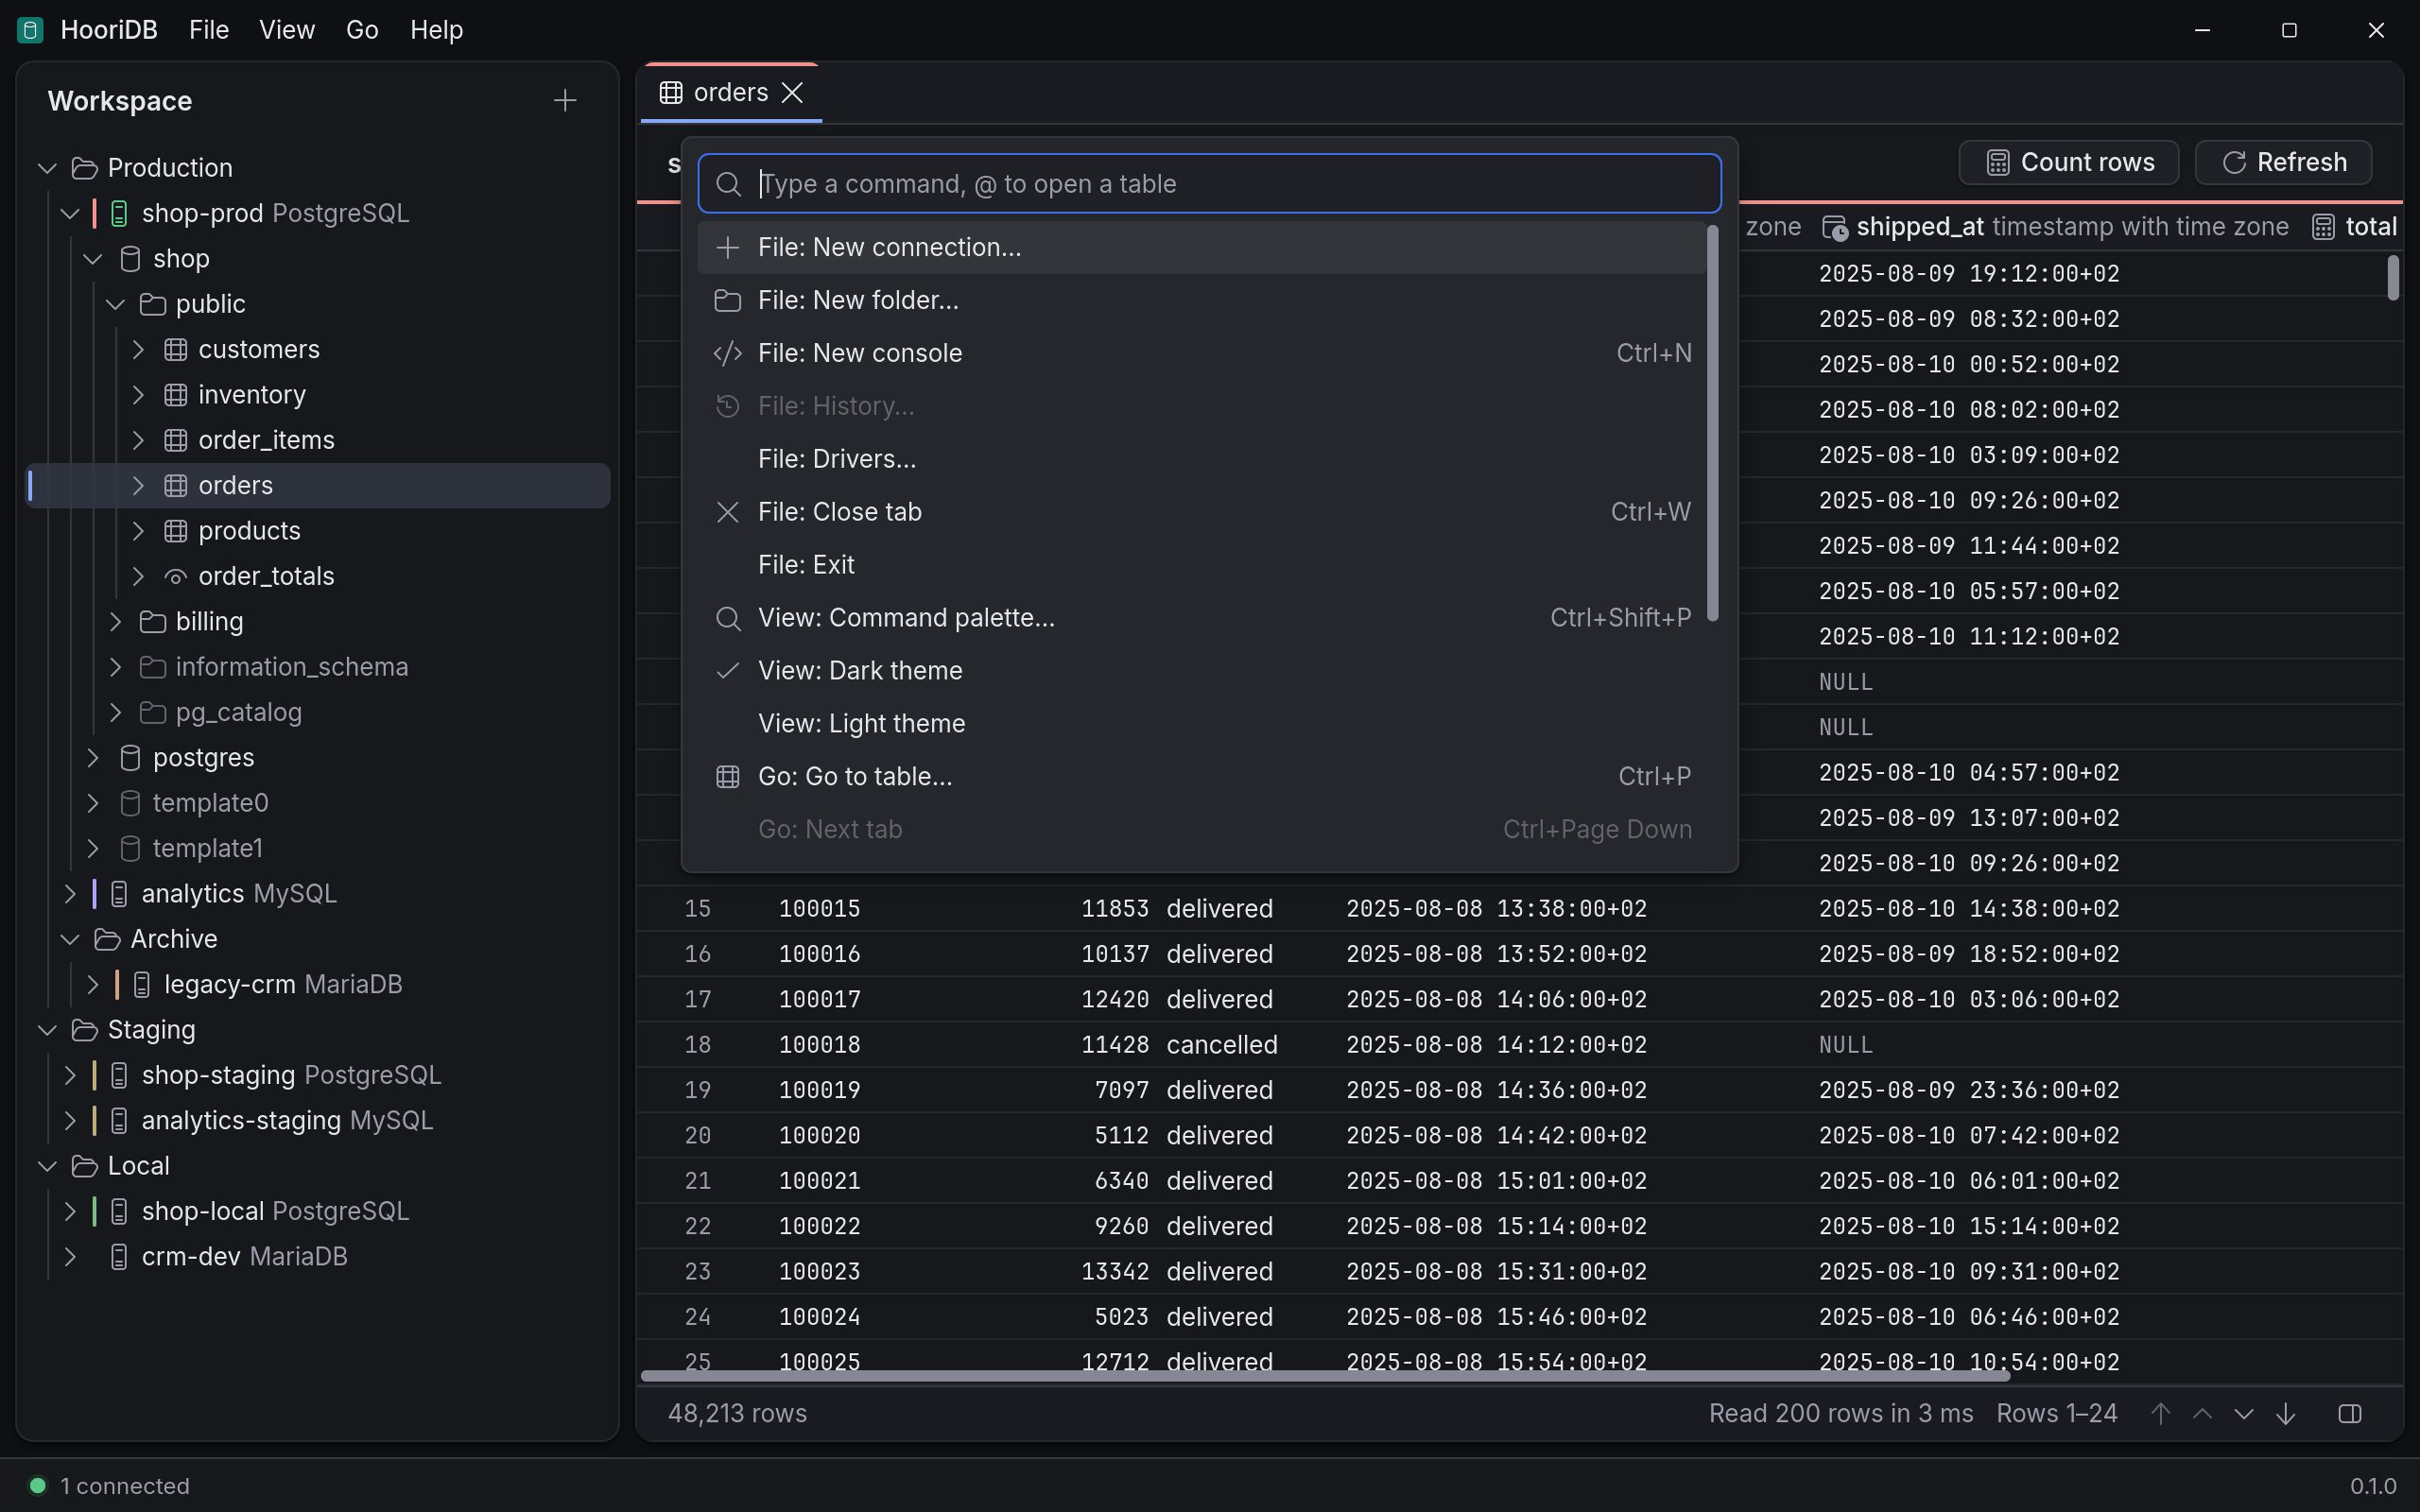 HooriDB File View Go Help
Workspace
Production
shop-prod PostgreSQL
shop
public
customers
inventory
order_items
orders
products
order_totals
billing
information_schema
pg_catalog
postgres
template0
template1
analytics MySQL
Archive
legacy-crm MariaDB
Staging
shop-staging PostgreSQL
analytics-staging MySQL
Local
shop-local PostgreSQL
crm-dev MariaDB
orders
s
Count rows Refresh
Type a command, @ to open a table
File: New connection...
File: New folder...
File: New console Ctrl+N
File: History...
File: Drivers...
File: Close tab Ctrl+W
File: Exit
View: Command palette... Ctrl+Shift+P
View: Dark theme
View: Light theme
Go: Go to table... Ctrl+P
Go: Next tab Ctrl+Page Down
zone shipped_at timestamp with time zone total
2025-08-09 19:12:00+02
2025-08-09 08:32:00+02
2025-08-10 00:52:00+02
2025-08-10 08:02:00+02
2025-08-10 03:09:00+02
2025-08-10 09:26:00+02
2025-08-09 11:44:00+02
2025-08-10 05:57:00+02
2025-08-10 11:12:00+02
NULL
NULL
2025-08-10 04:57:00+02
2025-08-09 13:07:00+02
2025-08-10 09:26:00+02
15 100015 11853 delivered 2025-08-08 13:38:00+02 2025-08-10 14:38:00+02
16 100016 10137 delivered 2025-08-08 13:52:00+02 2025-08-09 18:52:00+02
17 100017 12420 delivered 2025-08-08 14:06:00+02 2025-08-10 03:06:00+02
18 100018 11428 cancelled 2025-08-08 14:12:00+02 NULL
19 100019 7097 delivered 2025-08-08 14:36:00+02 2025-08-09 23:36:00+02
20 100020 5112 delivered 2025-08-08 14:42:00+02 2025-08-10 07:42:00+02
21 100021 6340 delivered 2025-08-08 15:01:00+02 2025-08-10 06:01:00+02
22 100022 9260 delivered 2025-08-08 15:14:00+02 2025-08-10 15:14:00+02
23 100023 13342 delivered 2025-08-08 15:31:00+02 2025-08-10 09:31:00+02
24 100024 5023 delivered 2025-08-08 15:46:00+02 2025-08-10 06:46:00+02
25 100025 12712 delivered 2025-08-08 15:54:00+02 2025-08-10 10:54:00+02
48,213 rows Read 200 rows in 3 ms Rows 1–24
1 connected 0.1.0